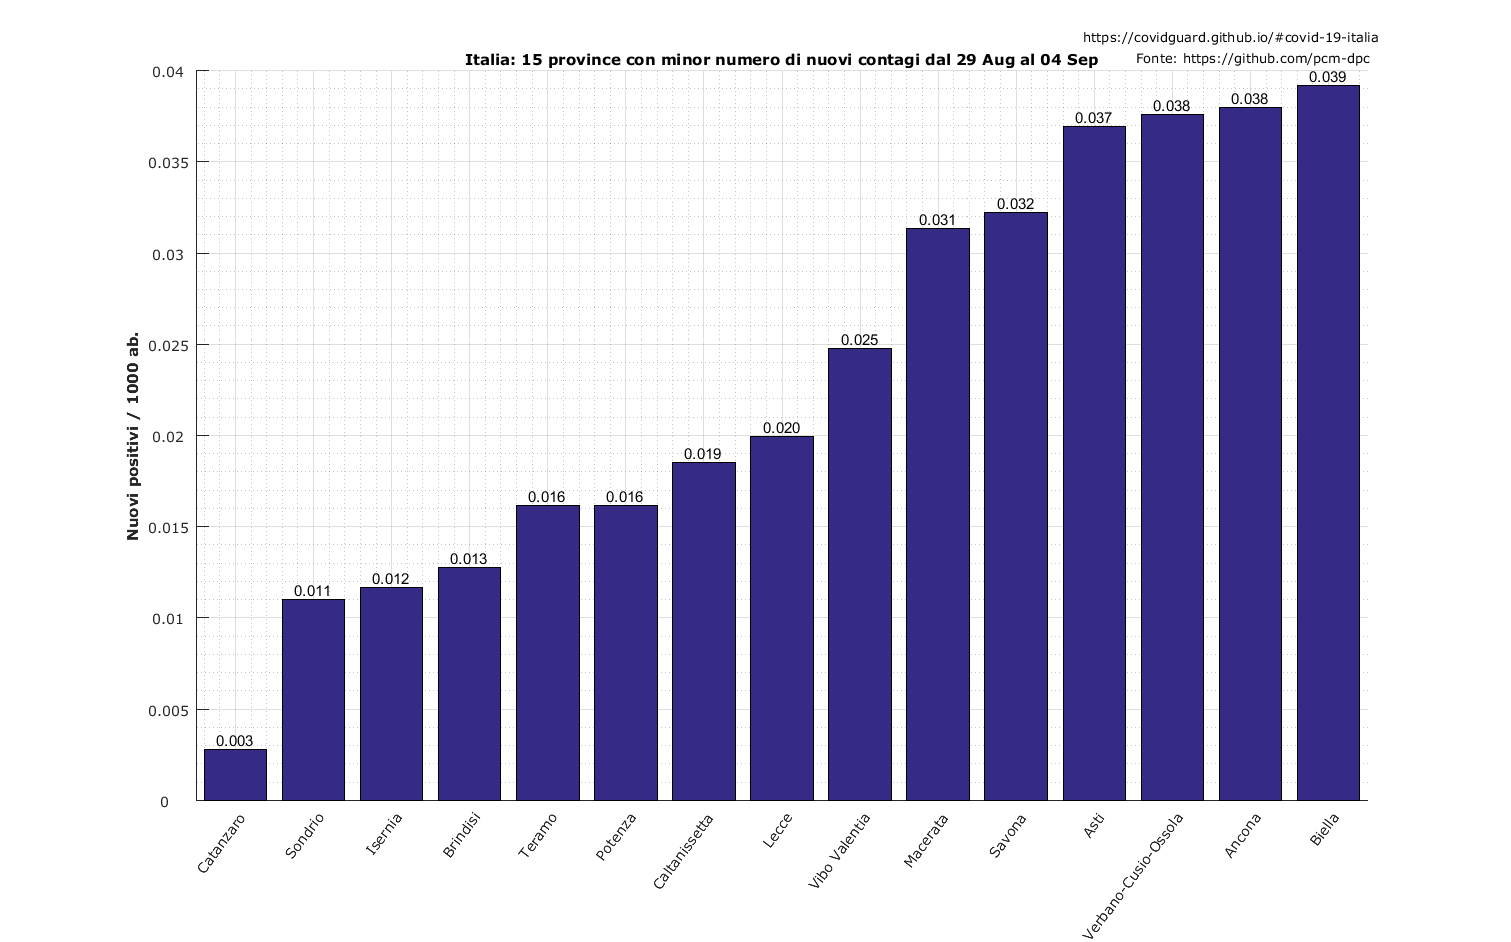 https://covidguard.github.io/#covid-19-italia
Italia: 15 province con minor numero di nuovi contagi dal 29 Aug al 04 Sep
Fonte: https://github.com/pcm-dpc
Nuovi positivi / 1000 ab.
0.04
0.035
0.03
0.025
0.02
0.015
0.01
0.005
0
0.003
0.011
0.012
0.013
0.016
0.016
0.019
0.020
0.025
0.031
0.032
0.037
0.038
0.038
0.039
Catanzaro
Sondrio
Isernia
Brindisi
Teramo
Potenza
Caltanissetta
Lecce
Vibo Valentia
Macerata
Savona
Asti
Verbano-Cusio-Ossola
Ancona
Biella